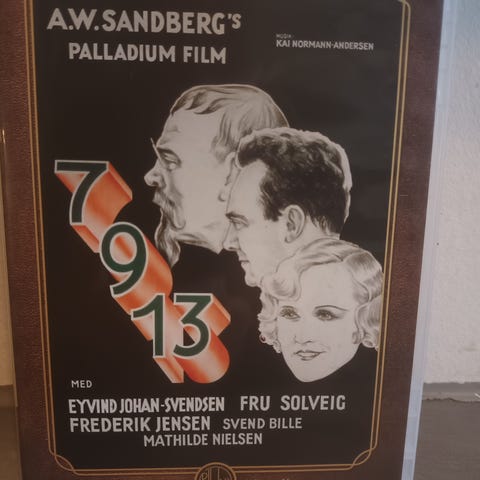 A.W. SANDBERG's
PALLADIUM FILM
MUSIK:
KAI NORMANN-ANDERSEN
7
9
13
MED
EYVIND JOHAN-SVENDSEN FRU SOLVEIG
FREDERIK JENSEN SVEND BILLE
MATHILDE NIELSEN